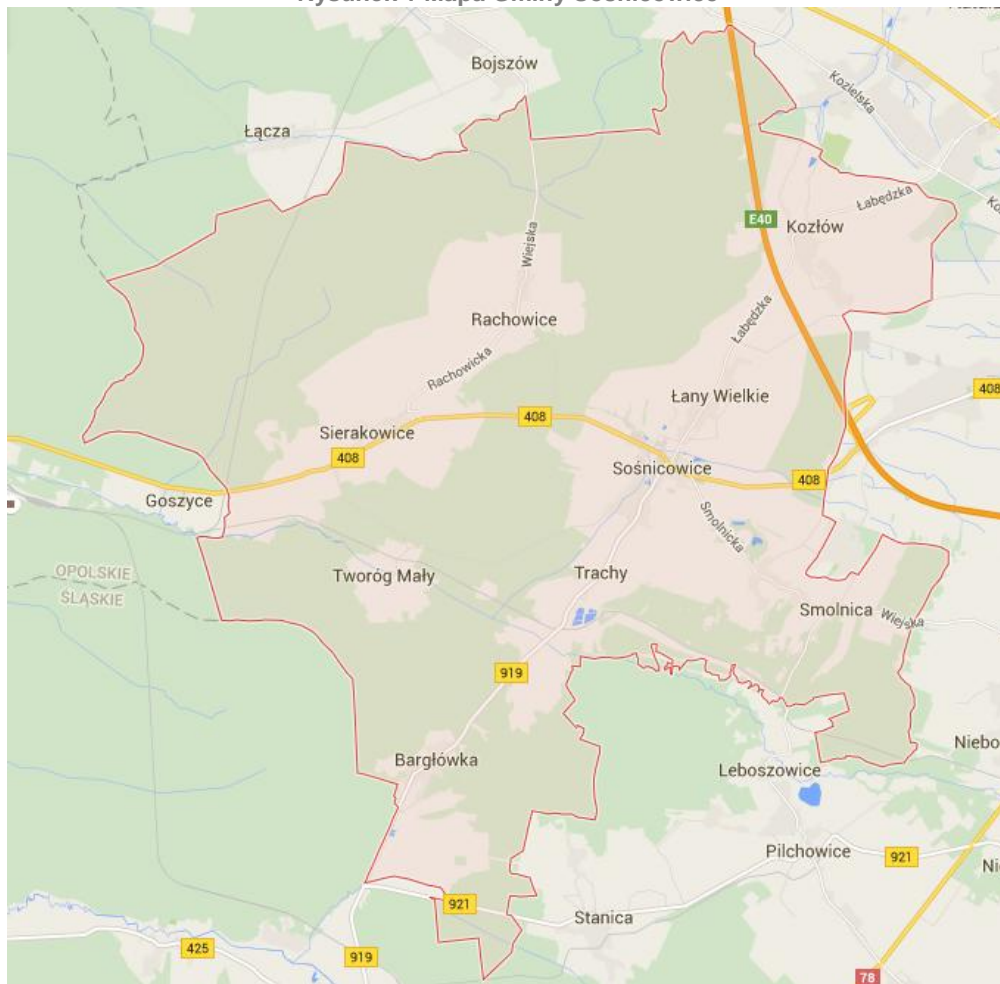 Bojszów
Kozielska
Łącza
Łabędzka
E40
Kozłów
Wiejska
Rachowice
Łabędzka
Rachowicka
Łany Wielkie
408
408
Sierakowice
408
Sośnicowice
408
Goszyce
Smolnicka
OPOLSKIE
ŚLĄSKIE
Tworóg Mały
Trachy
Smolnica
Wiejska
919
Bargłówka
Leboszowice
Niebo
Pilchowice
921
Ni
921
Stanica
425
919
78